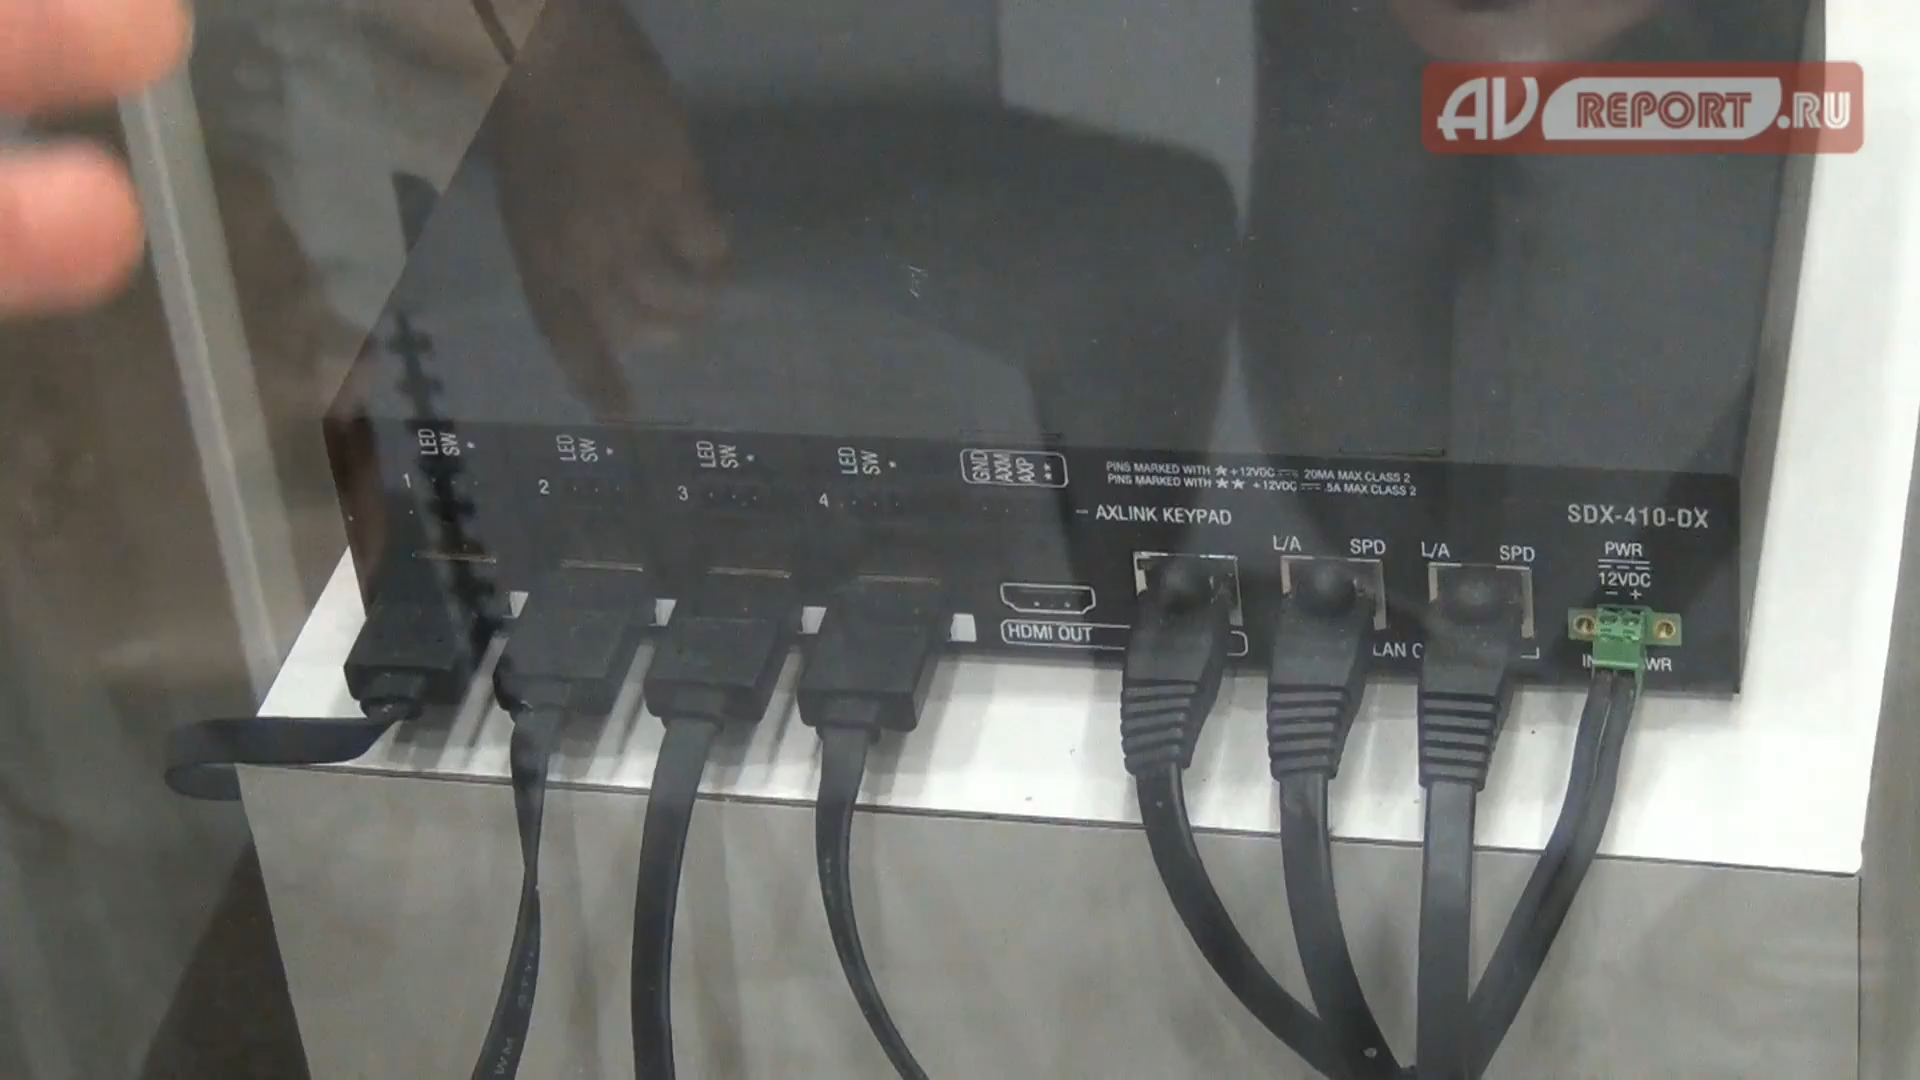 AV REPORT.RU
LED SW *
LED SW *
LED SW *
LED SW *
1
2
3
4
GND AXM AXP **
PINS MARKED WITH ★ +12VDC 20MA MAX CLASS 2
PINS MARKED WITH ★★ +12VDC .5A MAX CLASS 2
AXLINK KEYPAD
SDX-410-DX
L/A SPD
L/A SPD
PWR
12VDC
- +
HDMI OUT
LAN